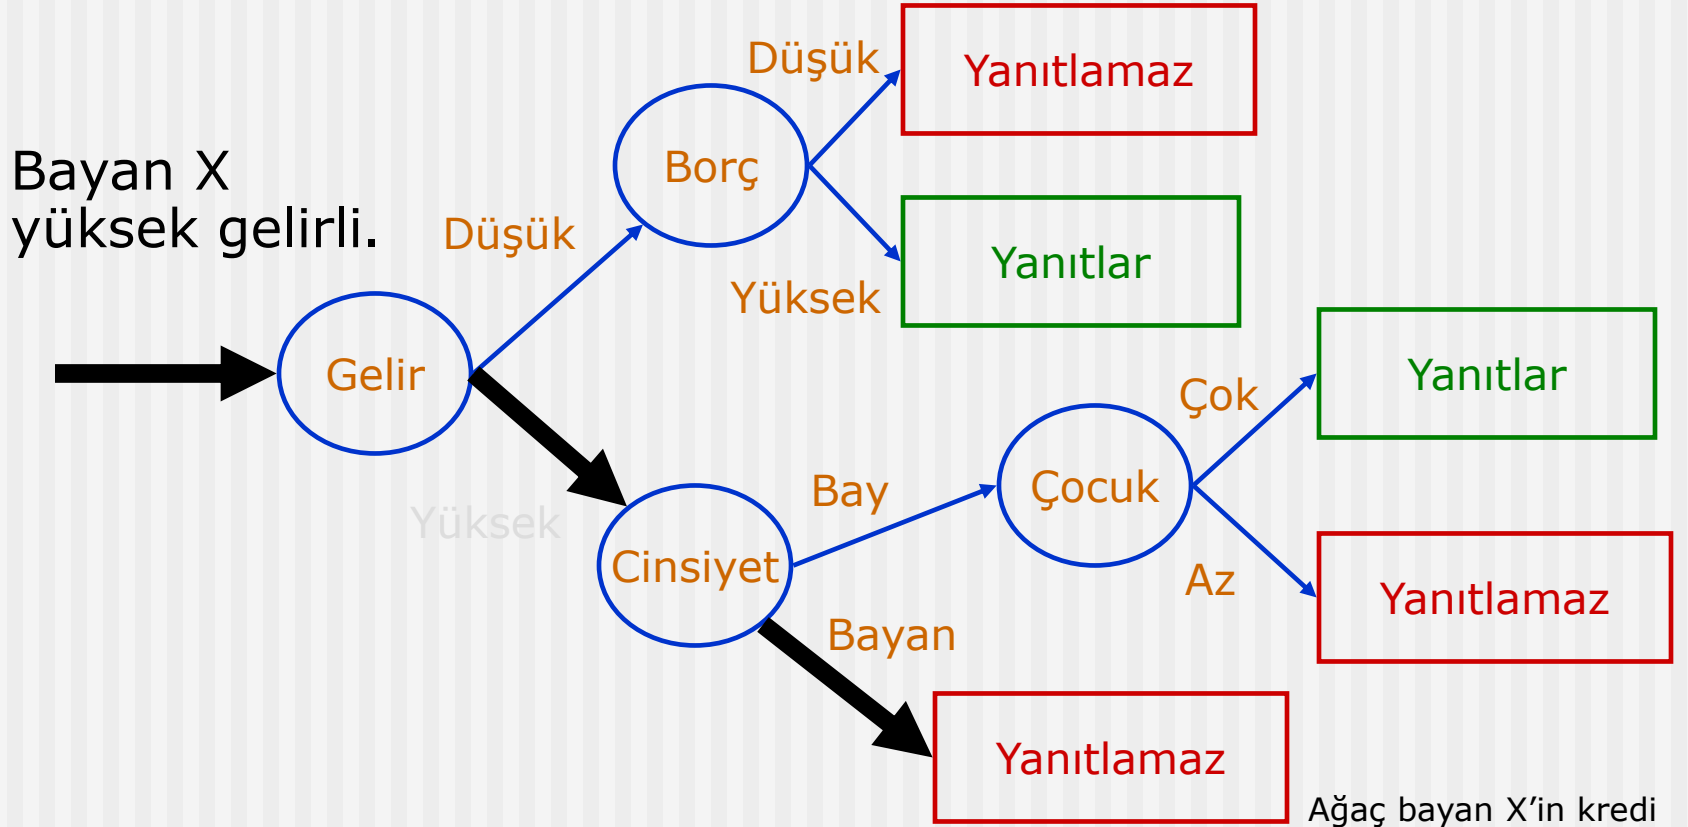 Bayan X
yüksek gelirli.
Düşük
Borç
Düşük
Yanıtlamaz
Yüksek
Yanıtlar
Gelir
Yüksek
Cinsiyet
Bay
Çocuk
Çok
Yanıtlar
Az
Yanıtlamaz
Bayan
Yanıtlamaz
Ağaç bayan X’in kredi